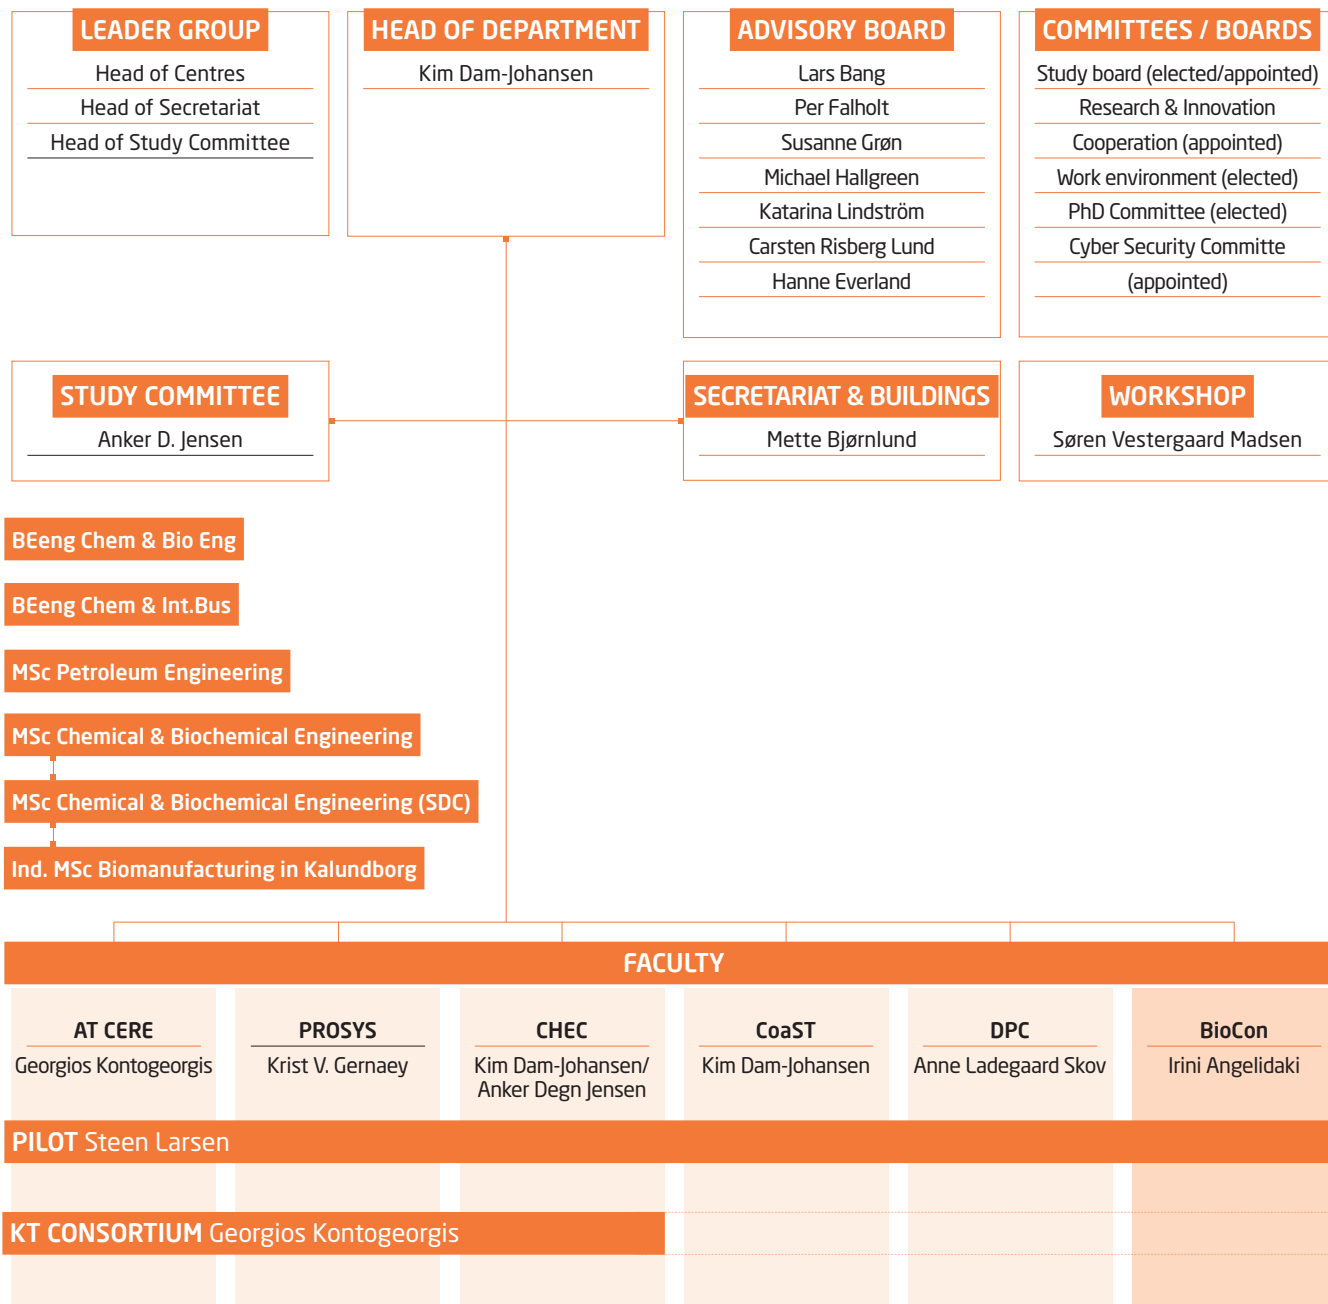 LEADER GROUP
Head of Centres
Head of Secretariat
Head of Study Committee
HEAD OF DEPARTMENT
Kim Dam-Johansen
ADVISORY BOARD
Lars Bang
Per Falholt
Susanne Grøn
Michael Hallgreen
Katarina Lindström
Carsten Risberg Lund
Hanne Everland
COMMITTEES / BOARDS
Study board (elected/appointed)
Research & Innovation
Cooperation (appointed)
Work environment (elected)
PhD Committee (elected)
Cyber Security Committe
(appointed)
STUDY COMMITTEE
Anker D. Jensen
SECRETARIAT & BUILDINGS
Mette Bjørnlund
WORKSHOP
Søren Vestergaard Madsen
BEeng Chem & Bio Eng
BEeng Chem & Int.Bus
MSc Petroleum Engineering
MSc Chemical & Biochemical Engineering
MSc Chemical & Biochemical Engineering (SDC)
Ind. MSc Biomanufacturing in Kalundborg
FACULTY
AT CERE
Georgios Kontogeorgis
PROSYS
Krist V. Gernaey
CHEC
Kim Dam-Johansen/
Anker Degn Jensen
CoaST
Kim Dam-Johansen
DPC
Anne Ladegaard Skov
BioCon
Irini Angelidaki
PILOT Steen Larsen
KT CONSORTIUM Georgios Kontogeorgis